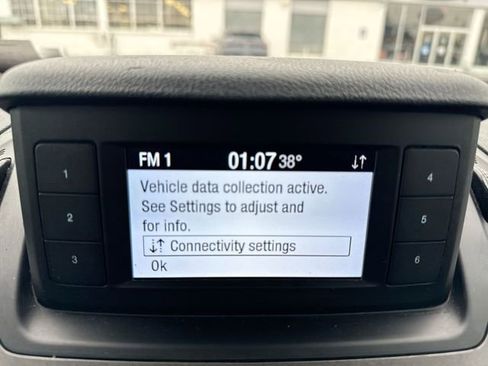 FM 1 01:07 38° ↓↑
Vehicle data collection active.
See Settings to adjust and
for info.
↓↑ Connectivity settings
Ok
1
2
3
4
5
6